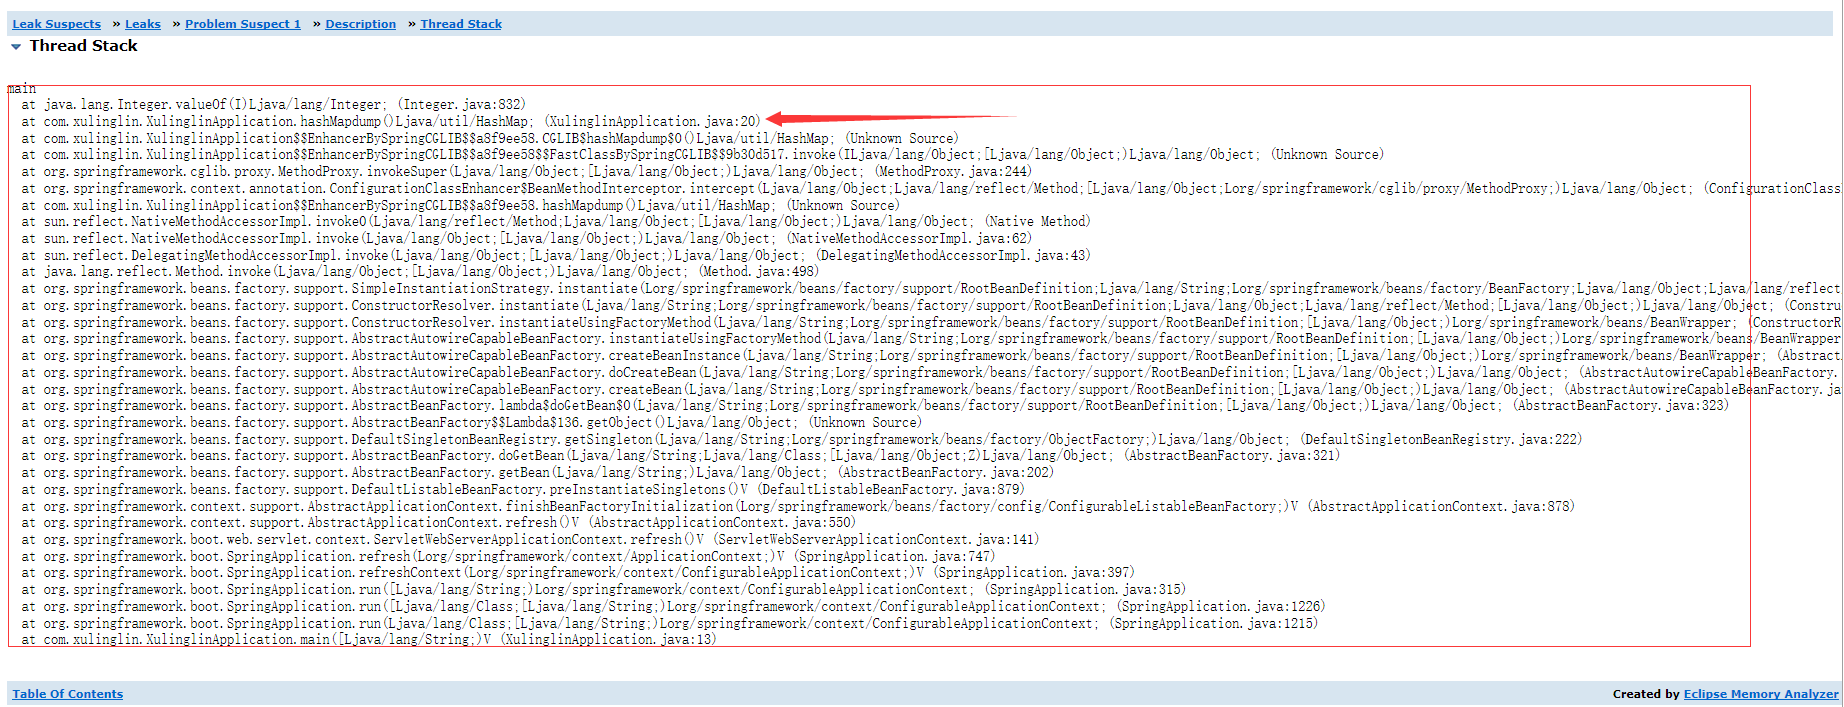 Leak Suspects » Leaks » Problem Suspect 1 » Description » Thread Stack
Thread Stack
main
at java.lang.Integer.valueOf(I)Ljava/lang/Integer; (Integer.java:832)
at com.xulinglin.XulinglinApplication.hashMapdump()Ljava/util/HashMap; (XulinglinApplication.java:20)
at com.xulinglin.XulinglinApplication$$EnhancerBySpringCGLIB$$a8f9ee58.CGLIB$hashMapdump$0()Ljava/util/HashMap; (Unknown Source)
at com.xulinglin.XulinglinApplication$$EnhancerBySpringCGLIB$$a8f9ee58$$FastClassBySpringCGLIB$$9b30d517.invoke(ILjava/lang/Object;[Ljava/lang/Object;)Ljava/lang/Object; (Unknown Source)
at org.springframework.cglib.proxy.MethodProxy.invokeSuper(Ljava/lang/Object;[Ljava/lang/Object;)Ljava/lang/Object; (MethodProxy.java:244)
at org.springframework.context.annotation.ConfigurationClassEnhancer$BeanMethodInterceptor.intercept(Ljava/lang/Object;Ljava/lang/reflect/Method;[Ljava/lang/Object;Lorg/springframework/cglib/proxy/MethodProxy;)Ljava/lang/Object; (ConfigurationClass
at com.xulinglin.XulinglinApplication$$EnhancerBySpringCGLIB$$a8f9ee58.hashMapdump()Ljava/util/HashMap; (Unknown Source)
at sun.reflect.NativeMethodAccessorImpl.invoke0(Ljava/lang/reflect/Method;Ljava/lang/Object;[Ljava/lang/Object;)Ljava/lang/Object; (Native Method)
at sun.reflect.NativeMethodAccessorImpl.invoke(Ljava/lang/Object;[Ljava/lang/Object;)Ljava/lang/Object; (NativeMethodAccessorImpl.java:62)
at sun.reflect.DelegatingMethodAccessorImpl.invoke(Ljava/lang/Object;[Ljava/lang/Object;)Ljava/lang/Object; (DelegatingMethodAccessorImpl.java:43)
at java.lang.reflect.Method.invoke(Ljava/lang/Object;[Ljava/lang/Object;)Ljava/lang/Object; (Method.java:498)
at org.springframework.beans.factory.support.SimpleInstantiationStrategy.instantiate(Lorg/springframework/beans/factory/support/RootBeanDefinition;Ljava/lang/String;Lorg/springframework/beans/factory/BeanFactory;Ljava/lang/Object;Ljava/lang/reflect
at org.springframework.beans.factory.support.ConstructorResolver.instantiate(Ljava/lang/String;Lorg/springframework/beans/factory/support/RootBeanDefinition;Ljava/lang/Object;Ljava/lang/reflect/Method;[Ljava/lang/Object;)Ljava/lang/Object; (Constru
at org.springframework.beans.factory.support.ConstructorResolver.instantiateUsingFactoryMethod(Ljava/lang/String;Lorg/springframework/beans/factory/support/RootBeanDefinition;[Ljava/lang/Object;)Lorg/springframework/beans/BeanWrapper; (ConstructorR
at org.springframework.beans.factory.support.AbstractAutowireCapableBeanFactory.instantiateUsingFactoryMethod(Ljava/lang/String;Lorg/springframework/beans/factory/support/RootBeanDefinition;[Ljava/lang/Object;)Lorg/springframework/beans/BeanWrapper
at org.springframework.beans.factory.support.AbstractAutowireCapableBeanFactory.createBeanInstance(Ljava/lang/String;Lorg/springframework/beans/factory/support/RootBeanDefinition;[Ljava/lang/Object;)Lorg/springframework/beans/BeanWrapper; (Abstract
at org.springframework.beans.factory.support.AbstractAutowireCapableBeanFactory.doCreateBean(Ljava/lang/String;Lorg/springframework/beans/factory/support/RootBeanDefinition;[Ljava/lang/Object;)Ljava/lang/Object; (AbstractAutowireCapableBeanFactory.
at org.springframework.beans.factory.support.AbstractAutowireCapableBeanFactory.createBean(Ljava/lang/String;Lorg/springframework/beans/factory/support/RootBeanDefinition;[Ljava/lang/Object;)Ljava/lang/Object; (AbstractAutowireCapableBeanFactory.ja
at org.springframework.beans.factory.support.AbstractBeanFactory.lambda$doGetBean$0(Ljava/lang/String;Lorg/springframework/beans/factory/support/RootBeanDefinition;[Ljava/lang/Object;)Ljava/lang/Object; (AbstractBeanFactory.java:323)
at org.springframework.beans.factory.support.AbstractBeanFactory$$Lambda$136.getObject()Ljava/lang/Object; (Unknown Source)
at org.springframework.beans.factory.support.DefaultSingletonBeanRegistry.getSingleton(Ljava/lang/String;Lorg/springframework/beans/factory/ObjectFactory;)Ljava/lang/Object; (DefaultSingletonBeanRegistry.java:222)
at org.springframework.beans.factory.support.AbstractBeanFactory.doGetBean(Ljava/lang/String;Ljava/lang/Class;[Ljava/lang/Object;Z)Ljava/lang/Object; (AbstractBeanFactory.java:321)
at org.springframework.beans.factory.support.AbstractBeanFactory.getBean(Ljava/lang/String;)Ljava/lang/Object; (AbstractBeanFactory.java:202)
at org.springframework.beans.factory.support.DefaultListableBeanFactory.preInstantiateSingletons()V (DefaultListableBeanFactory.java:879)
at org.springframework.context.support.AbstractApplicationContext.finishBeanFactoryInitialization(Lorg/springframework/beans/factory/config/ConfigurableListableBeanFactory;)V (AbstractApplicationContext.java:878)
at org.springframework.context.support.AbstractApplicationContext.refresh()V (AbstractApplicationContext.java:550)
at org.springframework.boot.web.servlet.context.ServletWebServerApplicationContext.refresh()V (ServletWebServerApplicationContext.java:141)
at org.springframework.boot.SpringApplication.refresh(Lorg/springframework/context/ApplicationContext;)V (SpringApplication.java:747)
at org.springframework.boot.SpringApplication.refreshContext(Lorg/springframework/context/ConfigurableApplicationContext;)V (SpringApplication.java:397)
at org.springframework.boot.SpringApplication.run([Ljava/lang/String;)Lorg/springframework/context/ConfigurableApplicationContext; (SpringApplication.java:315)
at org.springframework.boot.SpringApplication.run([Ljava/lang/Class;[Ljava/lang/String;)Lorg/springframework/context/ConfigurableApplicationContext; (SpringApplication.java:1226)
at org.springframework.boot.SpringApplication.run(Ljava/lang/Class;[Ljava/lang/String;)Lorg/springframework/context/ConfigurableApplicationContext; (SpringApplication.java:1215)
at com.xulinglin.XulinglinApplication.main([Ljava/lang/String;)V (XulinglinApplication.java:13)
Table Of Contents Created by Eclipse Memory Analyzer